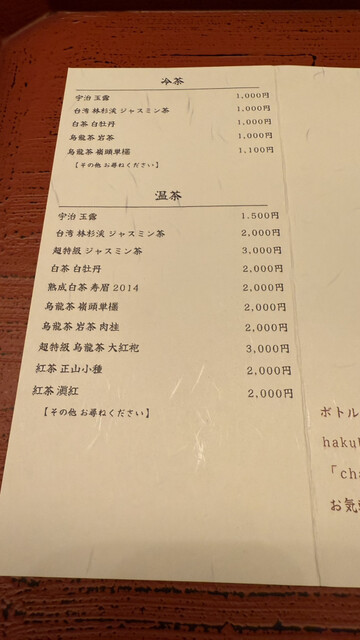 冷茶
宇治 玉露 1,000円
台湾 林杉渓 ジャスミン茶 1,000円
白茶 白牡丹 1,000円
烏龍茶 岩茶 1,000円
烏龍茶 嶺頭単欉 1,100円
【その他 お尋ねください】
温茶
宇治 玉露 1,500円
台湾 林杉渓 ジャスミン茶 2,000円
超特級 ジャスミン茶 3,000円
白茶 白牡丹 2,000円
熟成白茶 寿眉 2014 2,000円
烏龍茶 嶺頭単欉 2,000円
烏龍茶 岩茶 肉桂 2,000円
超特級 烏龍茶 大紅袍 3,000円
紅茶 正山小種 2,000円
紅茶 滇紅 2,000円
【その他 お尋ねください】
ボトル
「cha
お気